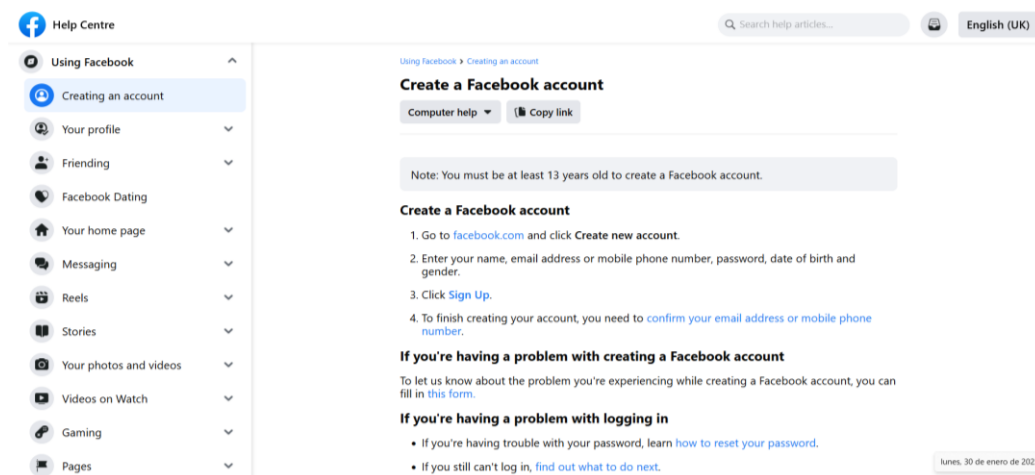 Help Centre
Search help articles...
English (UK)
Using Facebook
Creating an account
Your profile
Friending
Facebook Dating
Your home page
Messaging
Reels
Stories
Your photos and videos
Videos on Watch
Gaming
Pages
Using Facebook › Creating an account
Create a Facebook account
Computer help
Copy link
Note: You must be at least 13 years old to create a Facebook account.
Create a Facebook account
1. Go to facebook.com and click Create new account.
2. Enter your name, email address or mobile phone number, password, date of birth and
gender.
3. Click Sign Up.
4. To finish creating your account, you need to confirm your email address or mobile phone
number.
If you're having a problem with creating a Facebook account
To let us know about the problem you're experiencing while creating a Facebook account, you can
fill in this form.
If you're having a problem with logging in
• If you're having trouble with your password, learn how to reset your password.
• If you still can't log in, find out what to do next.
lunes, 30 de enero de